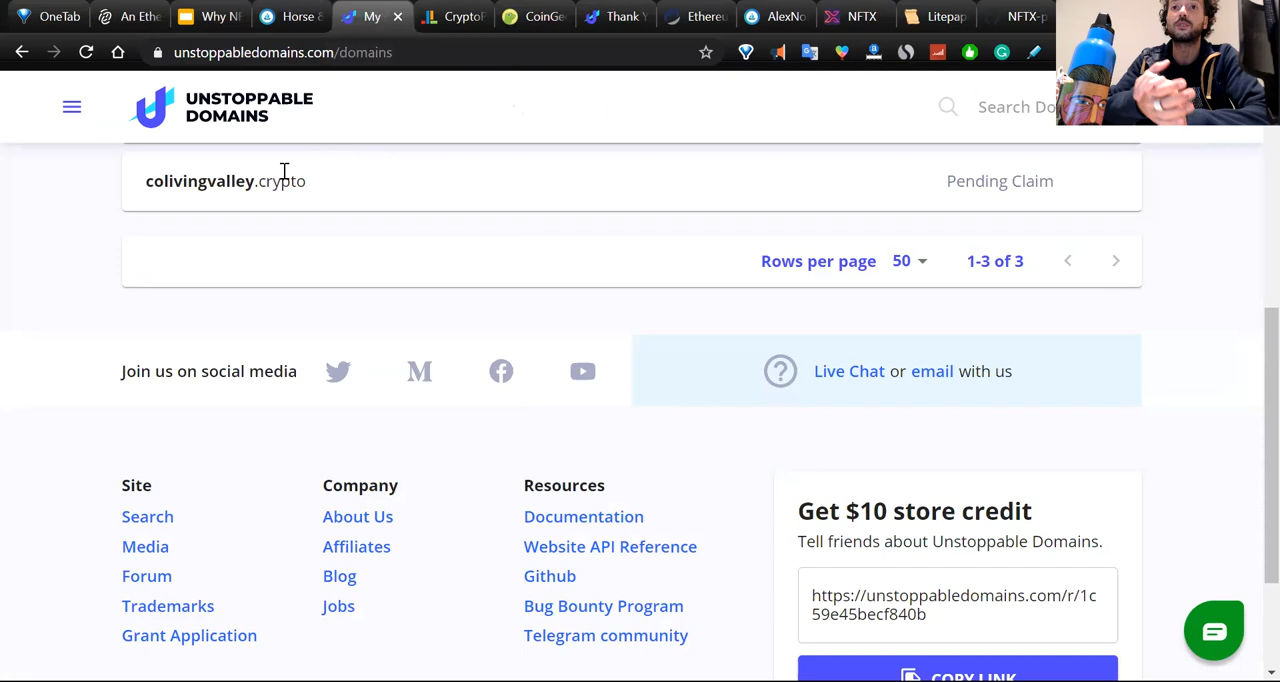 OneTab
An Ethe
Why NF
Horse &
My
CryptoP
CoinGe
Thank Y
Ethereu
AlexNo
NFTX
Litepap
NFTX-p
unstoppabledomains.com/domains
UNSTOPPABLE
DOMAINS
Search Do
colivingvalley.crypto
Pending Claim
Rows per page 50 1-3 of 3
Join us on social media
Live Chat or email with us
Site
Search
Media
Forum
Trademarks
Grant Application
Company
About Us
Affiliates
Blog
Jobs
Resources
Documentation
Website API Reference
Github
Bug Bounty Program
Telegram community
Get $10 store credit
Tell friends about Unstoppable Domains.
https://unstoppabledomains.com/r/1c
59e45becf840b
COPY LINK